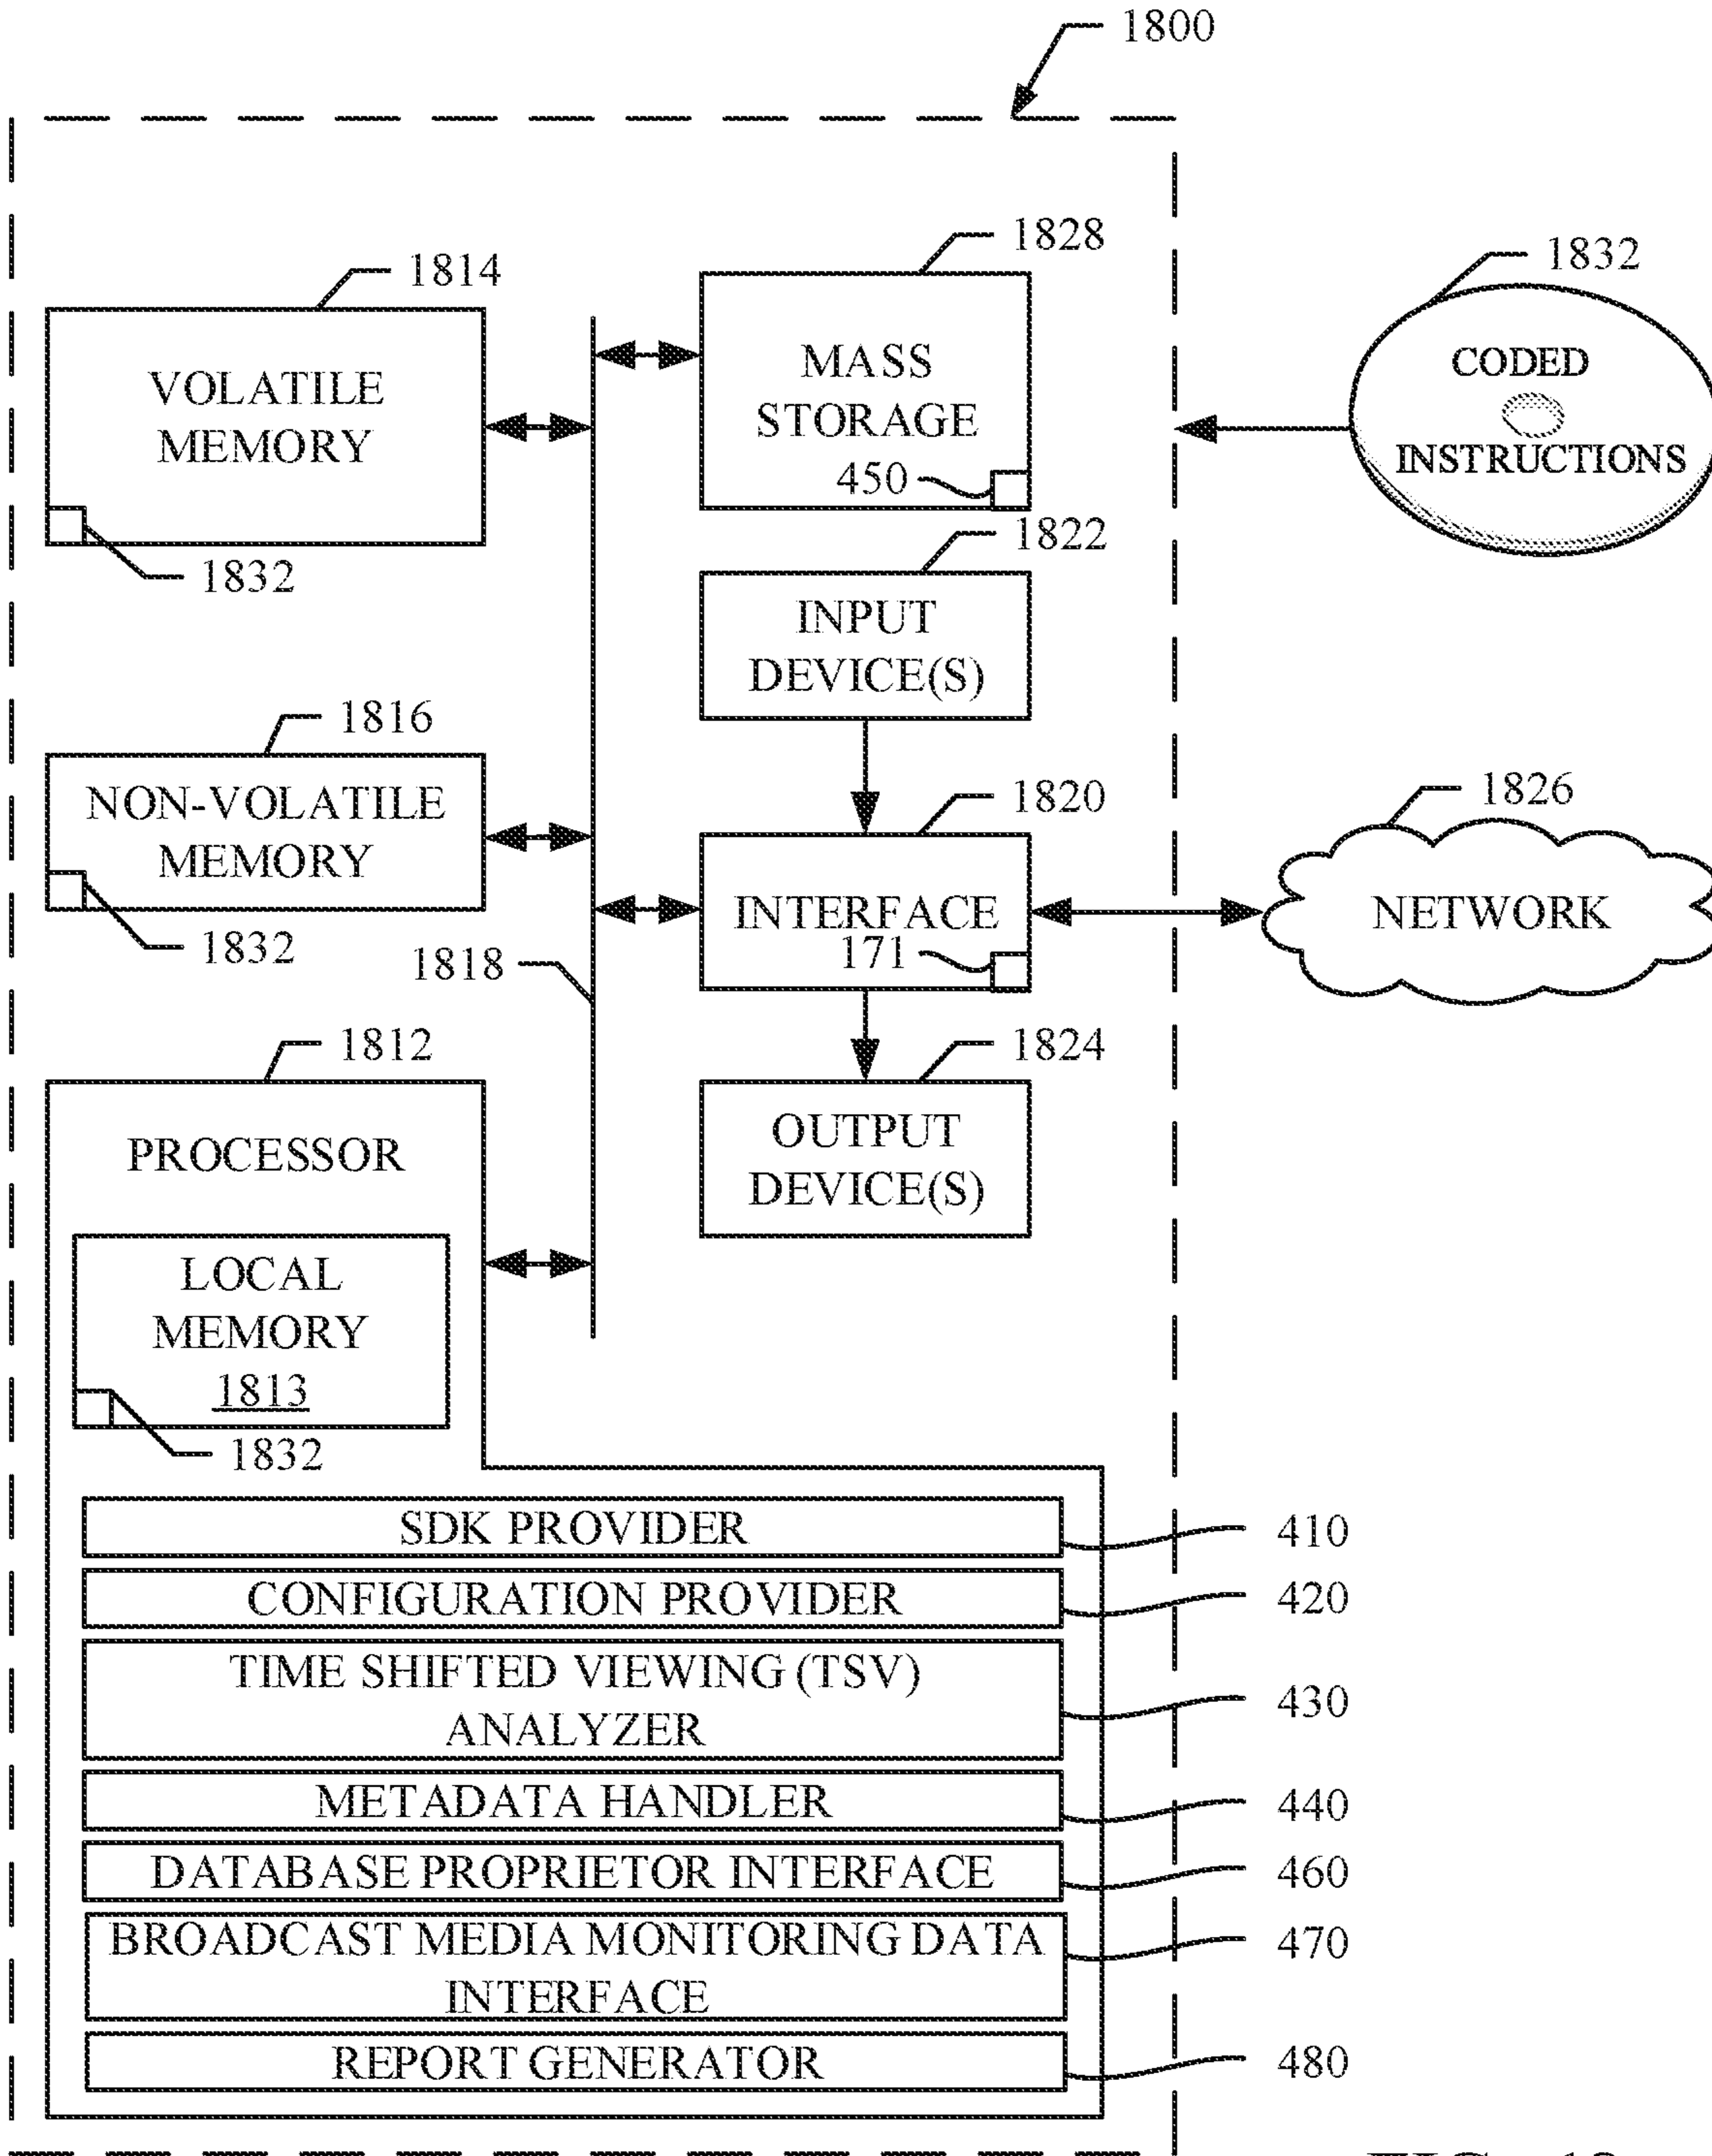 1800
1828
1832
1814
CODED
INSTRUCTIONS
VOLATILE
MEMORY
MASS
STORAGE
450
1832
1822
INPUT
DEVICE(S)
1816
1820
1826
NON-VOLATILE
MEMORY
INTERFACE
171
NETWORK
1832
1818
1812
1824
PROCESSOR
OUTPUT
DEVICE(S)
LOCAL
MEMORY
1813
1832
SDK PROVIDER
410
CONFIGURATION PROVIDER
420
TIME SHIFTED VIEWING (TSV)
ANALYZER
430
METADATA HANDLER
440
DATABASE PROPRIETOR INTERFACE
460
BROADCAST MEDIA MONITORING DATA
INTERFACE
470
REPORT GENERATOR
480